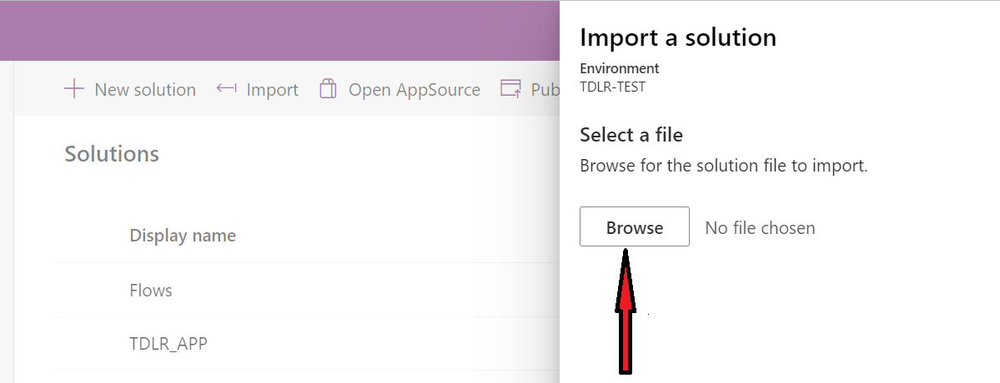 New solution Import Open AppSource Pub
Solutions
Display name
Flows
TDLR_APP
Import a solution
Environment
TDLR-TEST
Select a file
Browse for the solution file to import.
Browse No file chosen